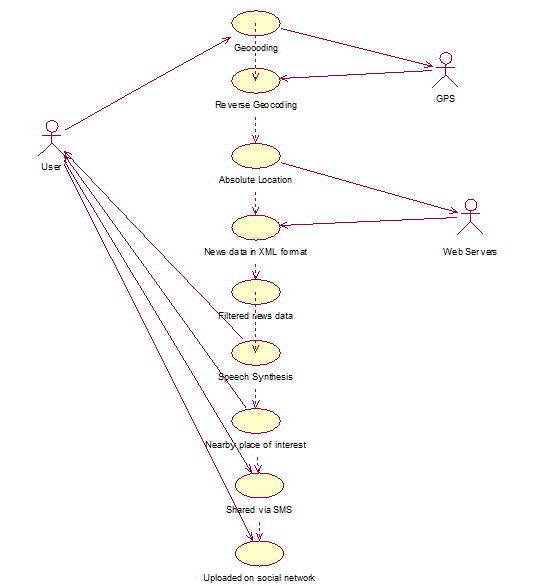 Geocoding
GPS
Reverse Geocoding
User
Absolute Location
News data in XML format
Web Servers
Filtered news data
Speech Synthesis
Nearby place of interest
Shared via SMS
Uploaded on social network